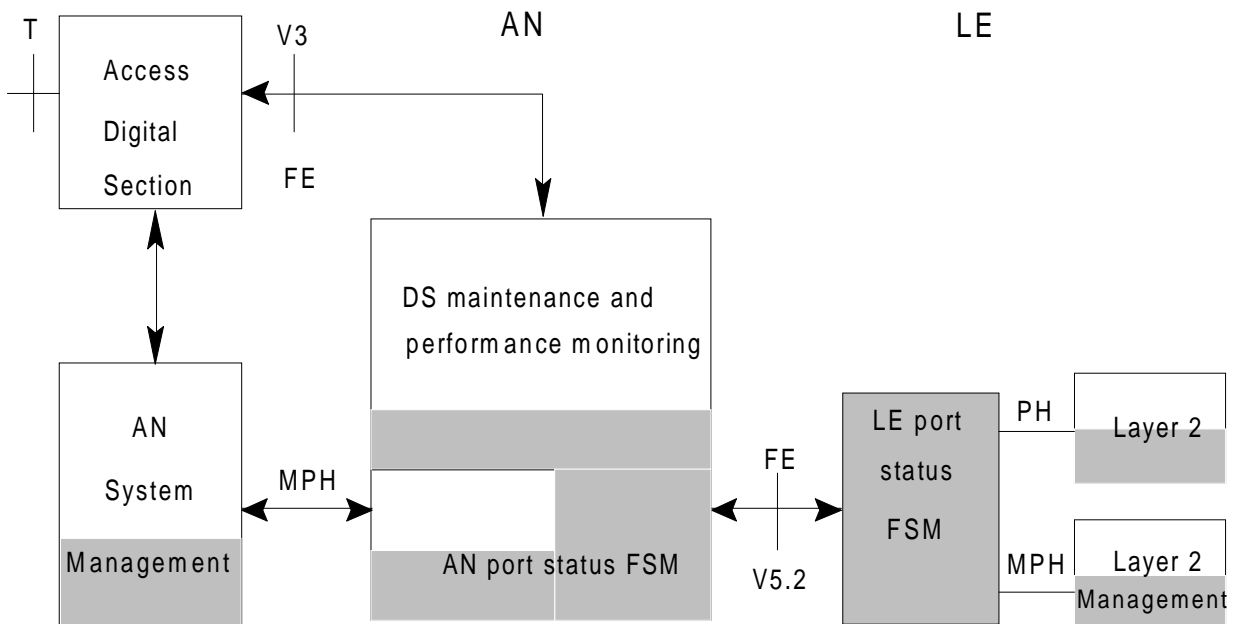 T
V3
AN
LE
Access
Digital
Section
FE
DS maintenance and
performance monitoring
AN
System
Management
MPH
AN port status FSM
FE
V5.2
LE port
status
FSM
PH
Layer 2
MPH
Layer 2
Management